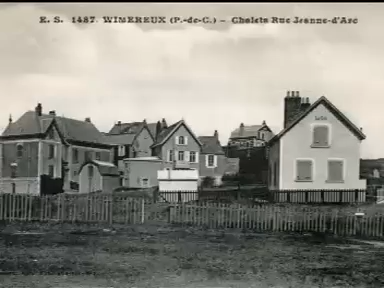 E. S. 1487. WIMEREUX (P.-de-C.) – Chalets Rue Jeanne-d'Arc